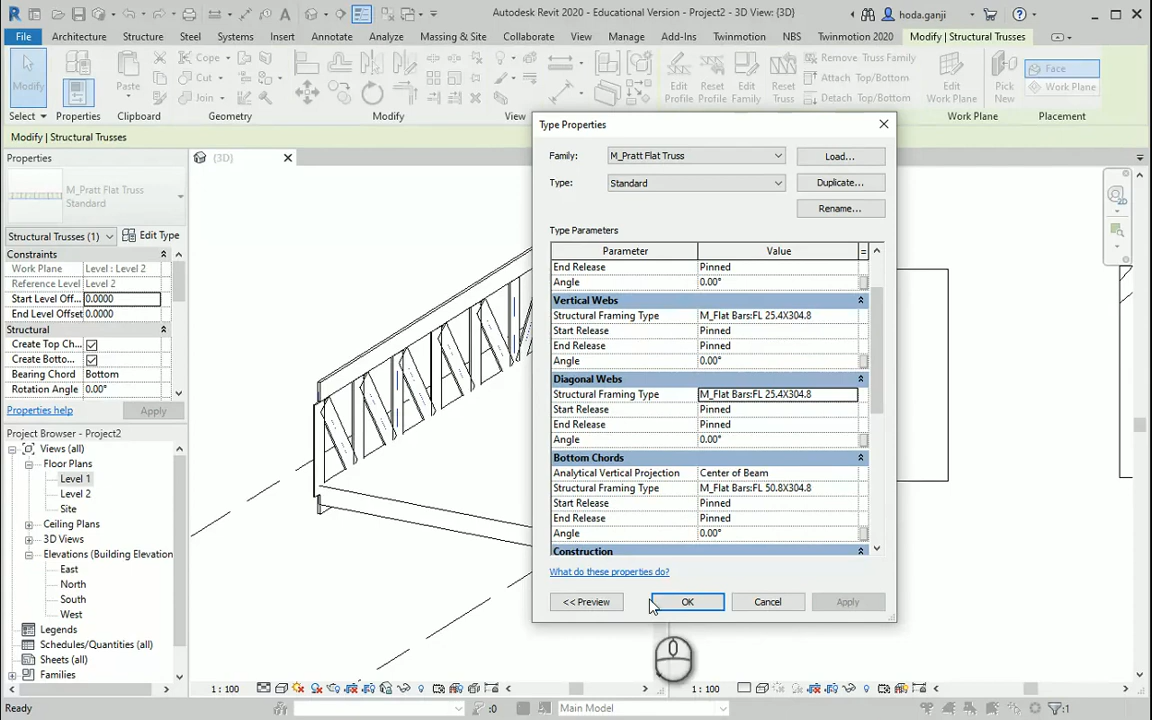 Autodesk Revit 2020 - Educational Version - Project2 - 3D View: {3D}
hoda.ganji
File Architecture Structure Steel Systems Insert Annotate Analyze Massing & Site Collaborate View Manage Add-Ins Twinmotion NBS Twinmotion 2020 Modify | Structural Trusses
Modify
Paste
Cope
Cut
Join
Edit Profile
Reset Profile
Edit Family
Reset Truss
Remove Truss Family
Attach Top/Bottom
Detach Top/Bottom
Edit Work Plane
Pick New
Face
Work Plane
Select Properties Clipboard Geometry Modify View Work Plane Placement
Modify | Structural Trusses
Properties
M_Pratt Flat Truss
Standard
Structural Trusses (1) Edit Type
Constraints
Work Plane Level : Level 2
Reference Level Level 2
Start Level Off... 0.0000
End Level Offset 0.0000
Structural
Create Top Ch...
Create Botto...
Bearing Chord Bottom
Rotation Angle 0.00°
Properties help Apply
Project Browser - Project2
Views (all)
Floor Plans
Level 1
Level 2
Site
Ceiling Plans
3D Views
Elevations (Building Elevation
East
North
South
West
Legends
Schedules/Quantities (all)
Sheets (all)
Families
{3D}
Type Properties
Family: M_Pratt Flat Truss Load...
Type: Standard Duplicate...
Rename...
Type Parameters
Parameter Value =
End Release Pinned
Angle 0.00°
Vertical Webs
Structural Framing Type M_Flat Bars:FL 25.4X304.8
Start Release Pinned
End Release Pinned
Angle 0.00°
Diagonal Webs
Structural Framing Type M_Flat Bars:FL 25.4X304.8
Start Release Pinned
End Release Pinned
Angle 0.00°
Bottom Chords
Analytical Vertical Projection Center of Beam
Structural Framing Type M_Flat Bars:FL 50.8X304.8
Start Release Pinned
End Release Pinned
Angle 0.00°
Construction
What do these properties do?
<< Preview OK Cancel Apply
1 : 100
1 : 100
Ready
:0
Main Model
:1